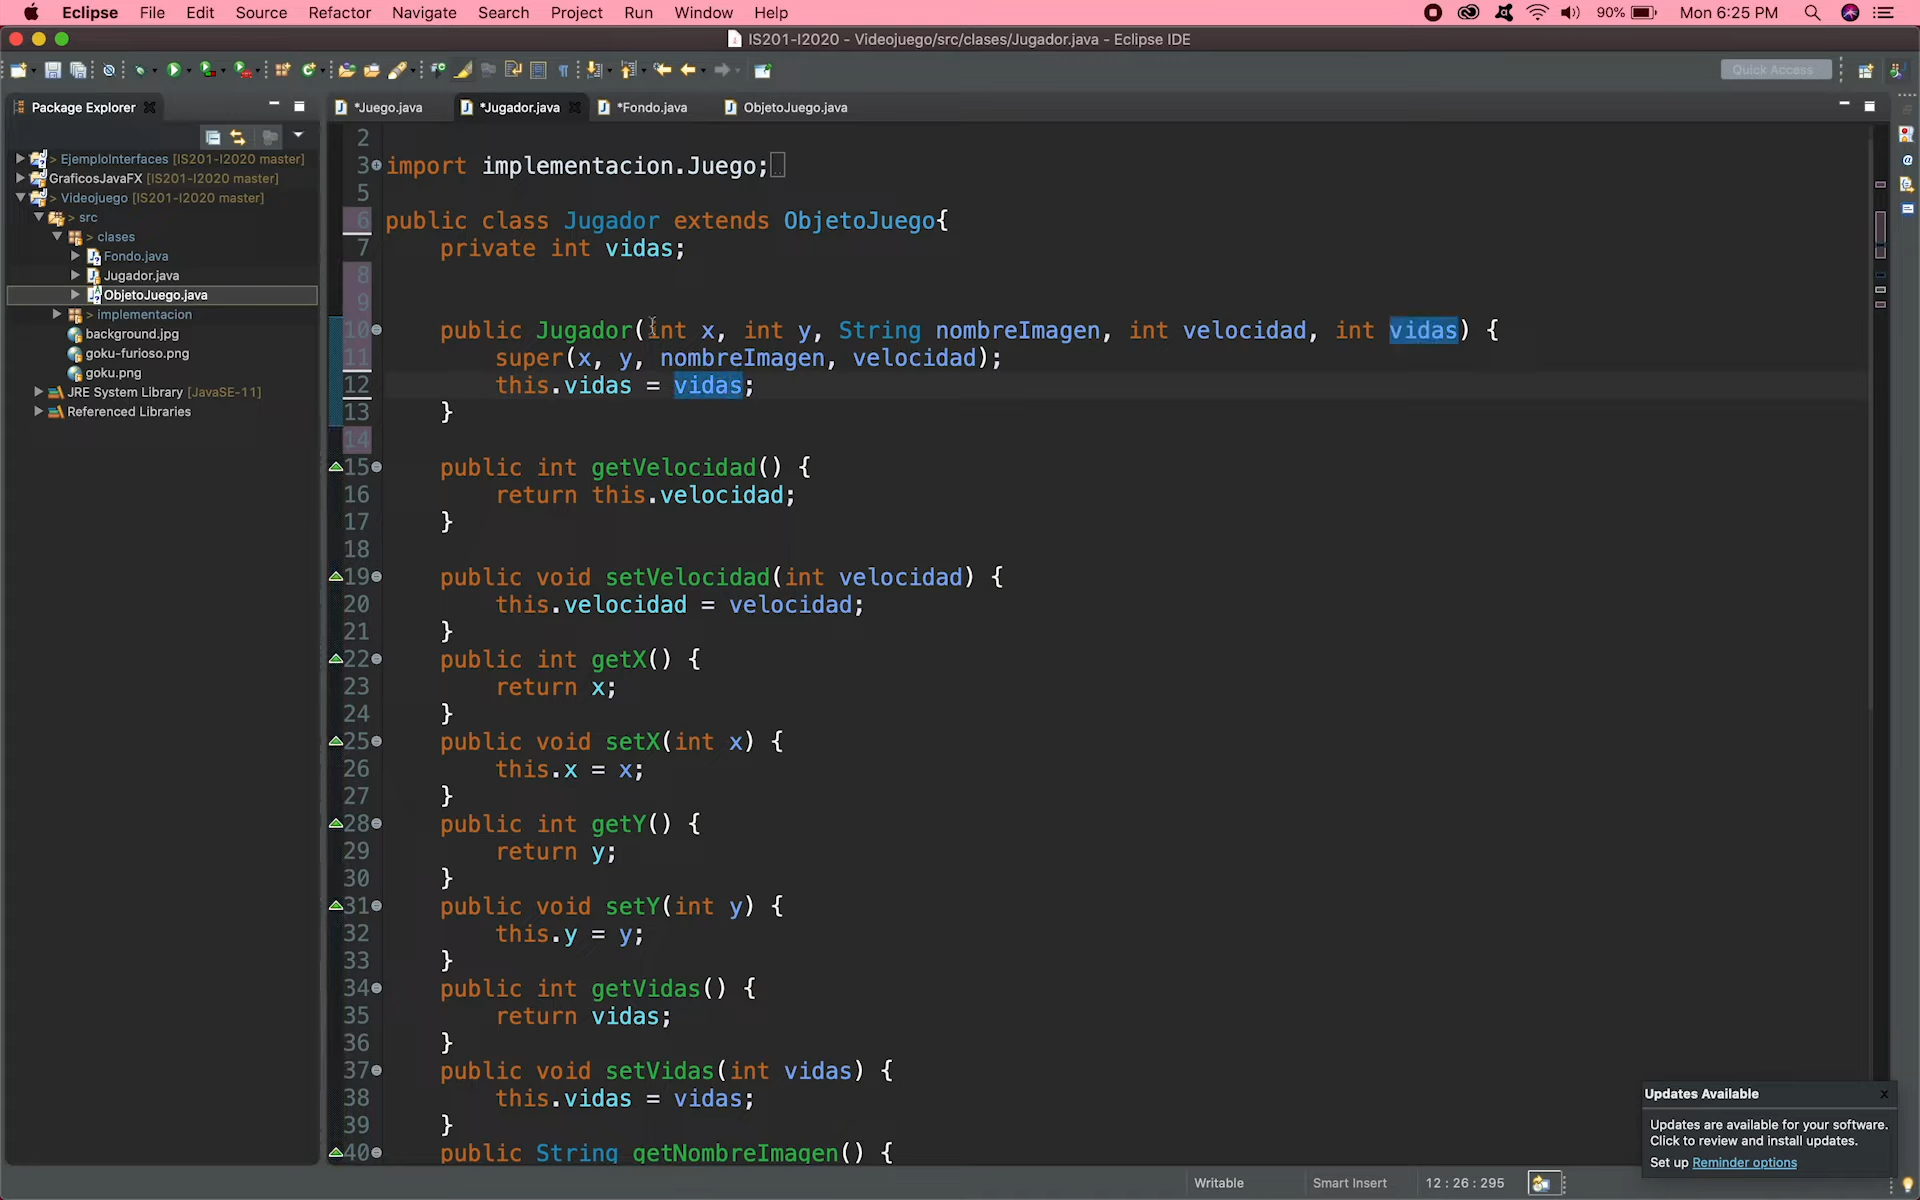 Eclipse File Edit Source Refactor Navigate Search Project Run Window Help 90% Mon 6:25 PM
IS201-I2020 - Videojuego/src/clases/Jugador.java - Eclipse IDE
Quick Access
Package Explorer
*Juego.java *Jugador.java *Fondo.java ObjetoJuego.java
> EjemploInterfaces [IS201-I2020 master]
GraficosJavaFX [IS201-I2020 master]
> Videojuego [IS201-I2020 master]
> src
> clases
Fondo.java
Jugador.java
ObjetoJuego.java
> implementacion
background.jpg
goku-furioso.png
goku.png
JRE System Library [JavaSE-11]
Referenced Libraries
2
3 import implementacion.Juego;
5
6 public class Jugador extends ObjetoJuego{
7 private int vidas;
8
9
10 public Jugador(int x, int y, String nombreImagen, int velocidad, int vidas) {
11 super(x, y, nombreImagen, velocidad);
12 this.vidas = vidas;
13 }
14
15 public int getVelocidad() {
16 return this.velocidad;
17 }
18
19 public void setVelocidad(int velocidad) {
20 this.velocidad = velocidad;
21 }
22 public int getX() {
23 return x;
24 }
25 public void setX(int x) {
26 this.x = x;
27 }
28 public int getY() {
29 return y;
30 }
31 public void setY(int y) {
32 this.y = y;
33 }
34 public int getVidas() {
35 return vidas;
36 }
37 public void setVidas(int vidas) {
38 this.vidas = vidas;
39 }
40 public String getNombreImagen() {
Updates Available
Updates are available for your software.
Click to review and install updates.
Set up Reminder options
Writable Smart Insert 12 : 26 : 295